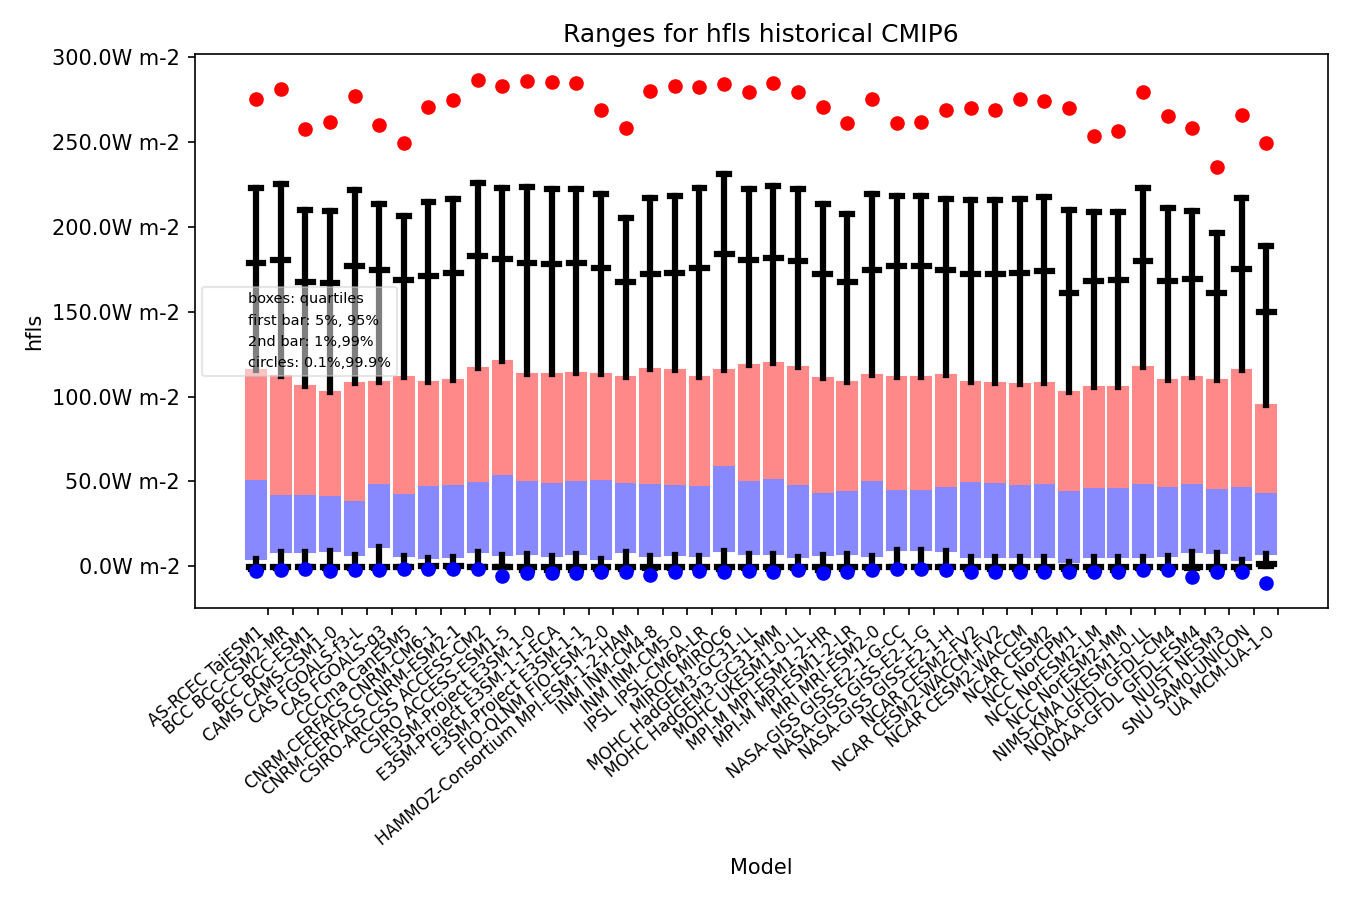 Ranges for hfls historical CMIP6
300.0W m-2
250.0W m-2
200.0W m-2
150.0W m-2
100.0W m-2
50.0W m-2
0.0W m-2
hfls
boxes: quartiles
first bar: 5%, 95%
2nd bar: 1%,99%
circles: 0.1%,99.9%
AS-RCEC TaiESM1
BCC BCC-CSM2-MR
BCC BCC-ESM1
CAMS CAMS-CSM1-0
CAS FGOALS-f3-L
CAS FGOALS-g3
CCCma canESM5
CNRM-CERFACS CNRM-CM6-1
CNRM-CERFACS CNRM-ESM2-1
CSIRO-ARCCSS ACCESS-CM2
CSIRO ACCESS-ESM1-5
E3SM-Project E3SM-1-0
E3SM-Project E3SM-1-1-ECA
E3SM-Project E3SM-1-1
FIO-QLNM FIO-ESM-2-0
HAMMOZ-Consortium MPI-ESM-1-2-HAM
INM INM-CM4-8
INM INM-CM5-0
IPSL IPSL-CM6A-LR
MIROC MIROC6
MOHC HadGEM3-GC31-LL
MOHC HadGEM3-GC31-MM
MOHC UKESM1-0-LL
MPI-M MPI-ESM1-2-HR
MPI-M MPI-ESM1-2-LR
MRI MRI-ESM2-0
NASA-GISS GISS-E2-1-G-CC
NASA-GISS GISS-E2-1-G
NASA-GISS GISS-E2-1-H
NCAR CESM2-FV2
NCAR CESM2-WACCM-FV2
NCAR CESM2-WACCM
NCAR CESM2
NCC NorCPM1
NCC NorESM2-LM
NCC NorESM2-MM
NIMS-KMA UKESM1-0-LL
NOAA-GFDL GFDL-CM4
NOAA-GFDL GFDL-ESM4
NUIST NESM3
SNU SAM0-UNICON
UA MCM-UA-1-0
Model